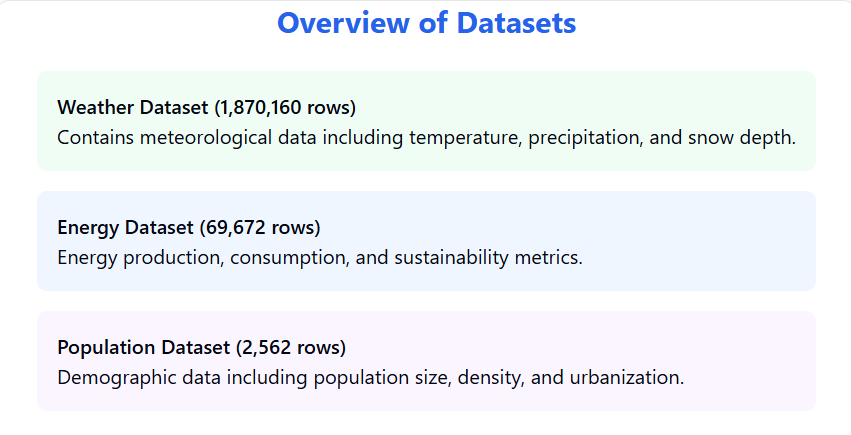 Overview of Datasets
Weather Dataset (1,870,160 rows)
Contains meteorological data including temperature, precipitation, and snow depth.
Energy Dataset (69,672 rows)
Energy production, consumption, and sustainability metrics.
Population Dataset (2,562 rows)
Demographic data including population size, density, and urbanization.